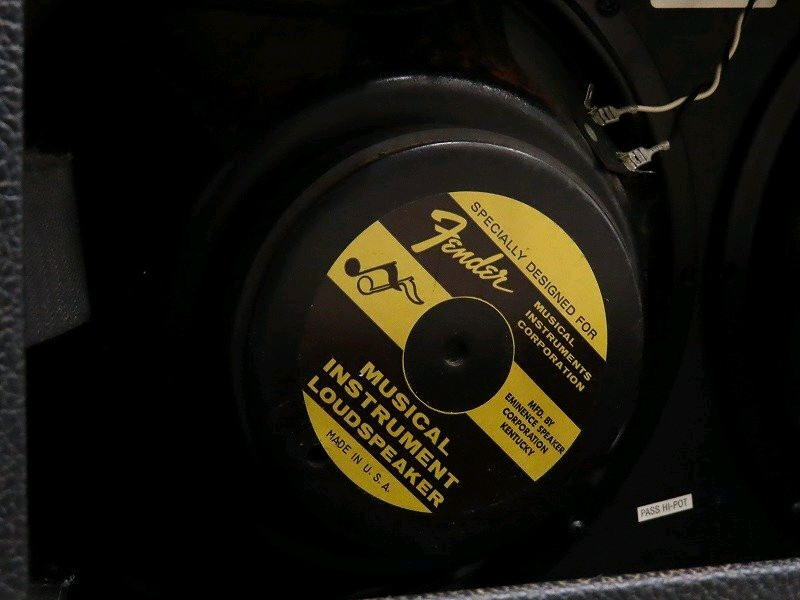 SPECIALLY DESIGNED FOR
Fender
MUSICAL
INSTRUMENTS
CORPORATION
MFD. BY
EMINENCE SPEAKER
CORPORATION
KENTUCKY
MUSICAL
INSTRUMENT
LOUDSPEAKER
MADE IN U.S.A.
PASS HI-POT